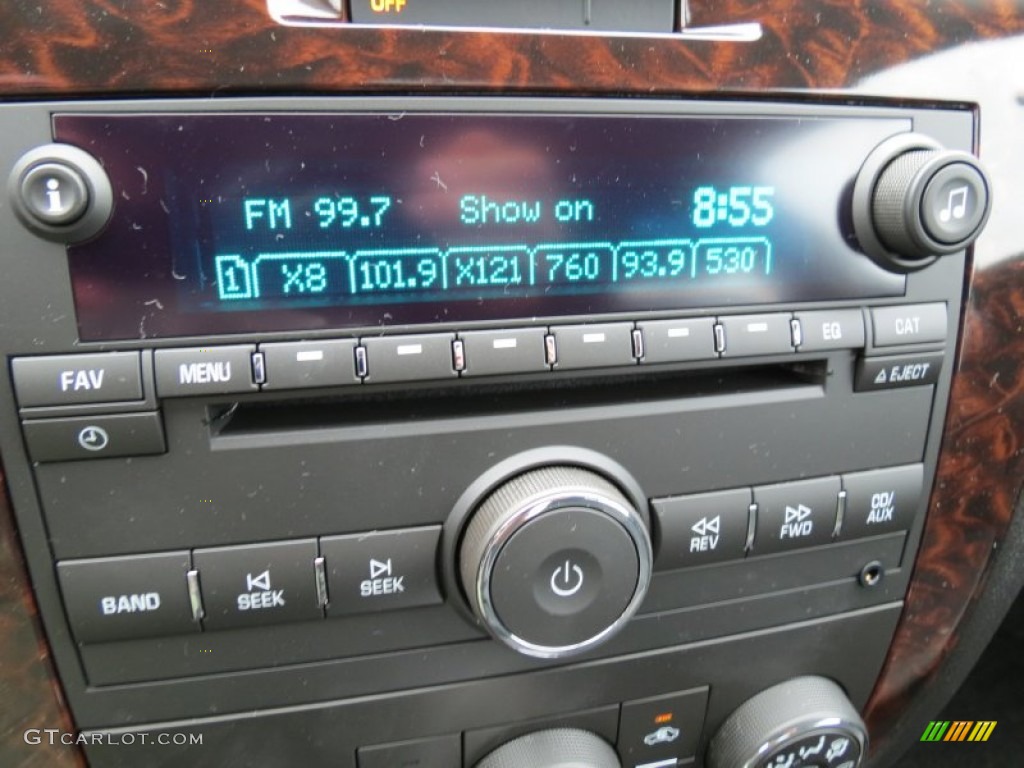 OFF
FM 99.7 Show on 8:55
1 X8 101.9 X121 760 93.9 530
i
FAV MENU EQ CAT
EJECT
BAND SEEK SEEK REV FWD CD/AUX
GTCARLOT.COM